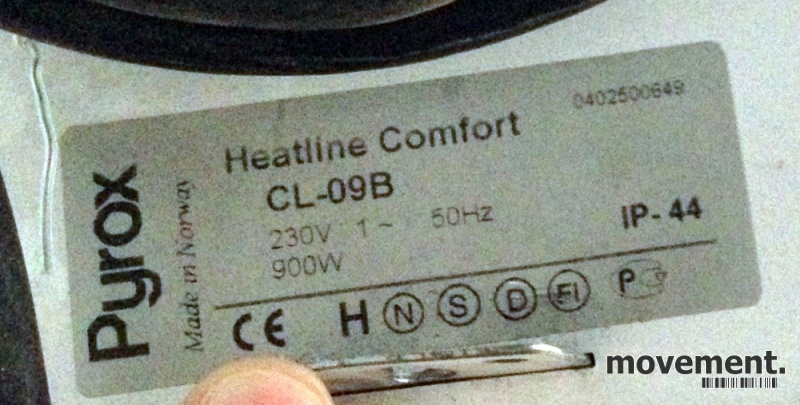 Pyrox
Made in Norway
0402500649
Heatline Comfort
CL-09B
230V 1~ 50Hz
900W
IP-44
CE H N S D FI
movement.